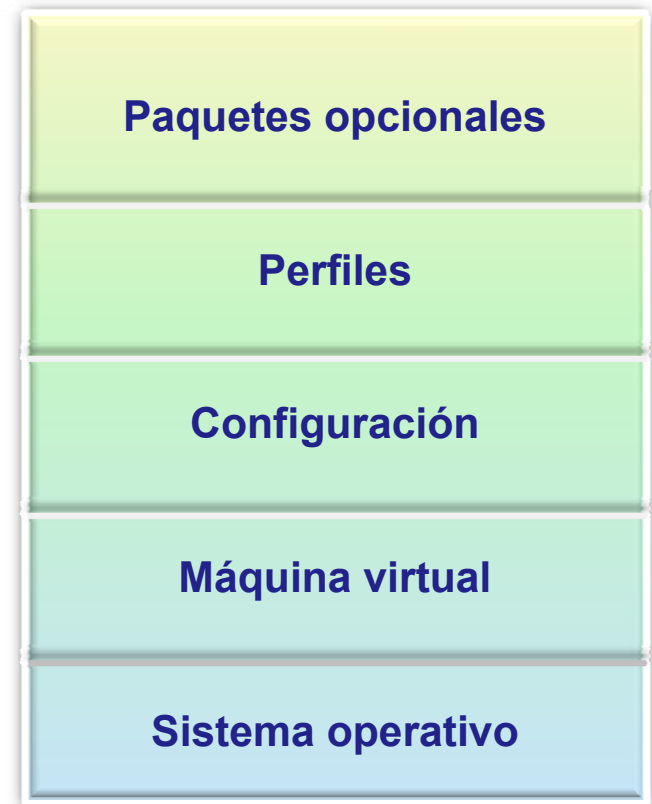 Paquetes opcionales
Perfiles
Configuración
Máquina virtual
Sistema operativo